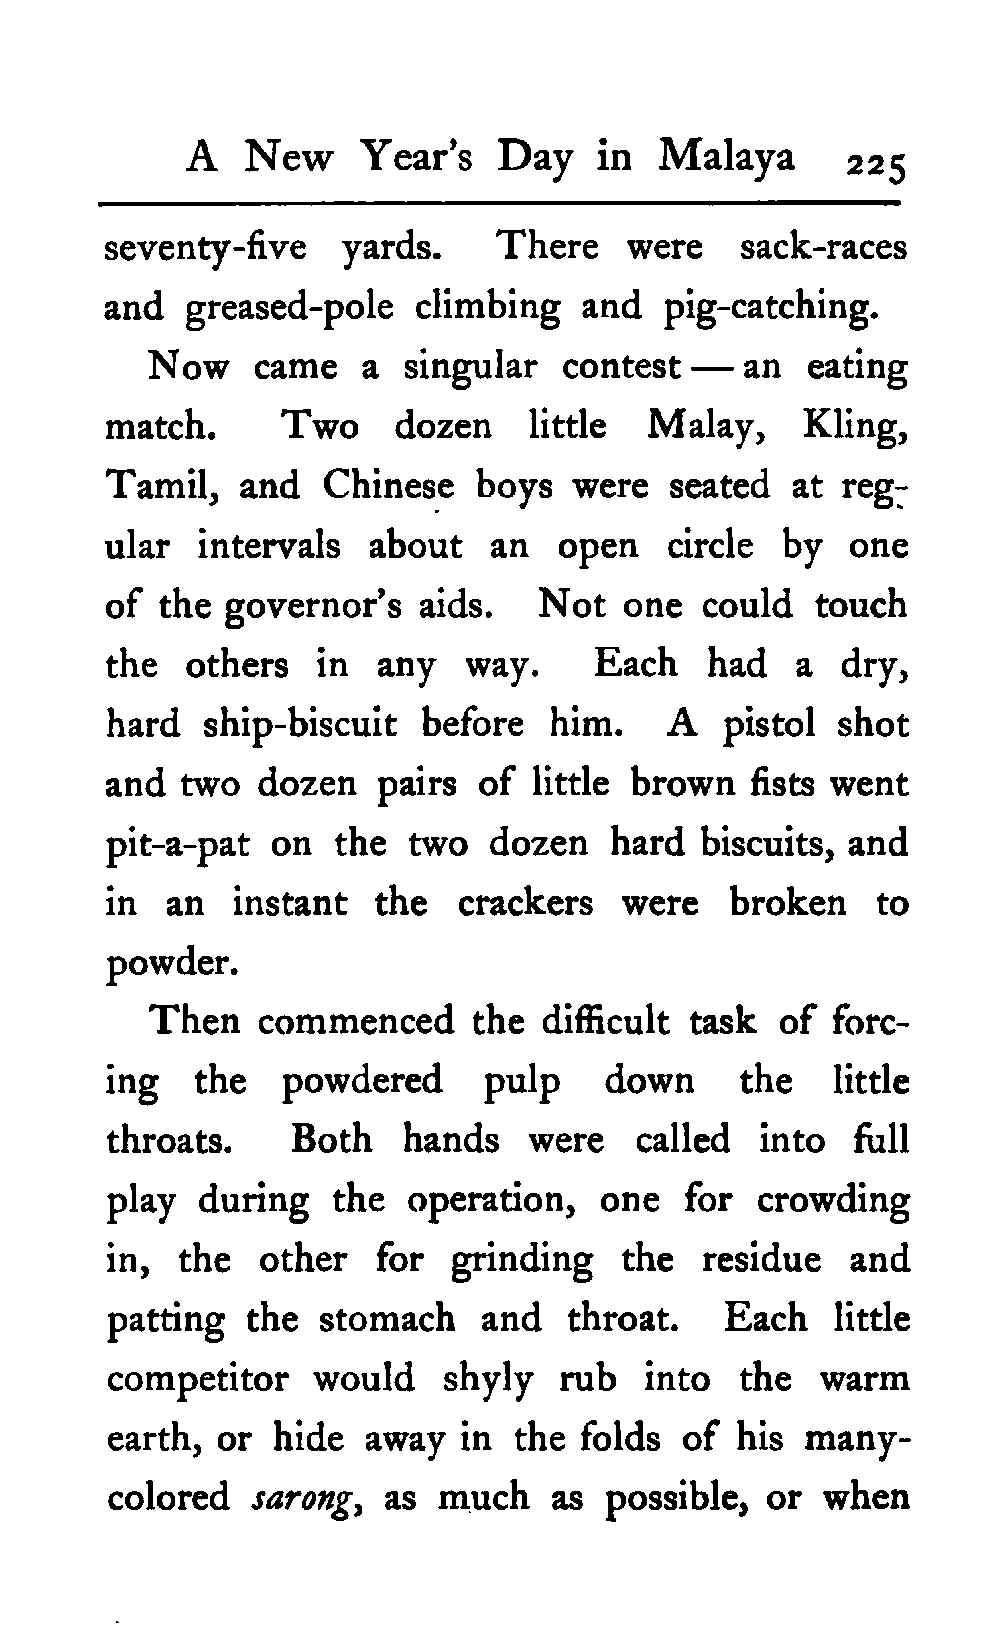 A New Year's Day in Malaya 225
seventy-five yards. There were sack-races
and greased-pole climbing and pig-catching.
Now came a singular contest — an eating
match. Two dozen little Malay, Kling,
Tamil, and Chinese boys were seated at reg-
ular intervals about an open circle by one
of the governor's aids. Not one could touch
the others in any way. Each had a dry,
hard ship-biscuit before him. A pistol shot
and two dozen pairs of little brown fists went
pit-a-pat on the two dozen hard biscuits, and
in an instant the crackers were broken to
powder.
Then commenced the difficult task of forc-
ing the powdered pulp down the little
throats. Both hands were called into full
play during the operation, one for crowding
in, the other for grinding the residue and
patting the stomach and throat. Each little
competitor would shyly rub into the warm
earth, or hide away in the folds of his many-
colored sarong, as much as possible, or when